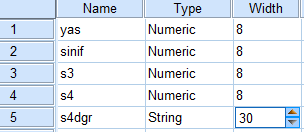 Name Type Width
1 yas Numeric 8
2 sinif Numeric 8
3 s3 Numeric 8
4 s4 Numeric 8
5 s4dgr String 30